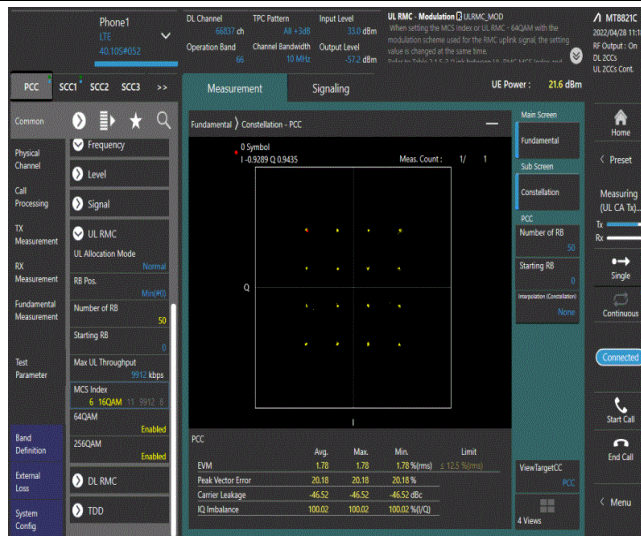 Phone1
LTE
40.105#052
DL Channel
66837 ch
TPC Pattern
All +3dB
Input Level
33.0 dBm
Operation Band
66
Channel Bandwidth
10 MHz
Output Level
-57.2 dBm
UL RMC - Modulation ULRMC_MOD
When setting the MCS Index or UL RMC - 64QAM with the
modulation scheme used for the RMC uplink signal, the setting
value is changed at the same time.
MT8821C
2022/04/28 11:1
RF Output : On
DL 2CCs
UL 2CCs Cont.
PCC
SCC1
SCC2
SCC3
>>
Measurement
Signaling
UE Power : 21.6 dBm
Common
Physical
Channel
Call
Processing
TX
Measurement
RX
Measurement
Fundamental
Measurement
Test
Parameter
Band
Definition
External
Loss
System
Config
Frequency
Level
Signal
UL RMC
UL Allocation Mode
Normal
RB Pos.
Min(#0)
Number of RB
50
Starting RB
0
Max UL Throughput
9912 kbps
MCS Index
6 16QAM 11 9912 8
64QAM
Enabled
256QAM
Enabled
DL RMC
TDD
Fundamental ⟩ Constellation - PCC
0 Symbol
I -0.9289 Q 0.9435
Meas. Count : 1/ 1
Q
I
PCC
Avg. Max. Min. Limit
EVM 1.78 1.78 1.78 %(rms) ≤ 12.5 %(rms)
Peak Vector Error 20.18 20.18 20.18 %
Carrier Leakage -46.52 -46.52 -46.52 dBc
IQ Imbalance 100.02 100.02 100.02 %(I/Q)
Main Screen
Fundamental
Sub Screen
Constellation
PCC
Number of RB
50
Starting RB
0
Interpolation (Constellation)
None
ViewTargetCC
PCC
4 Views
Home
< Preset
Measuring
(UL CA Tx)...
Tx
Rx
Single
Continuous
Connected
Start Call
End Call
< Menu